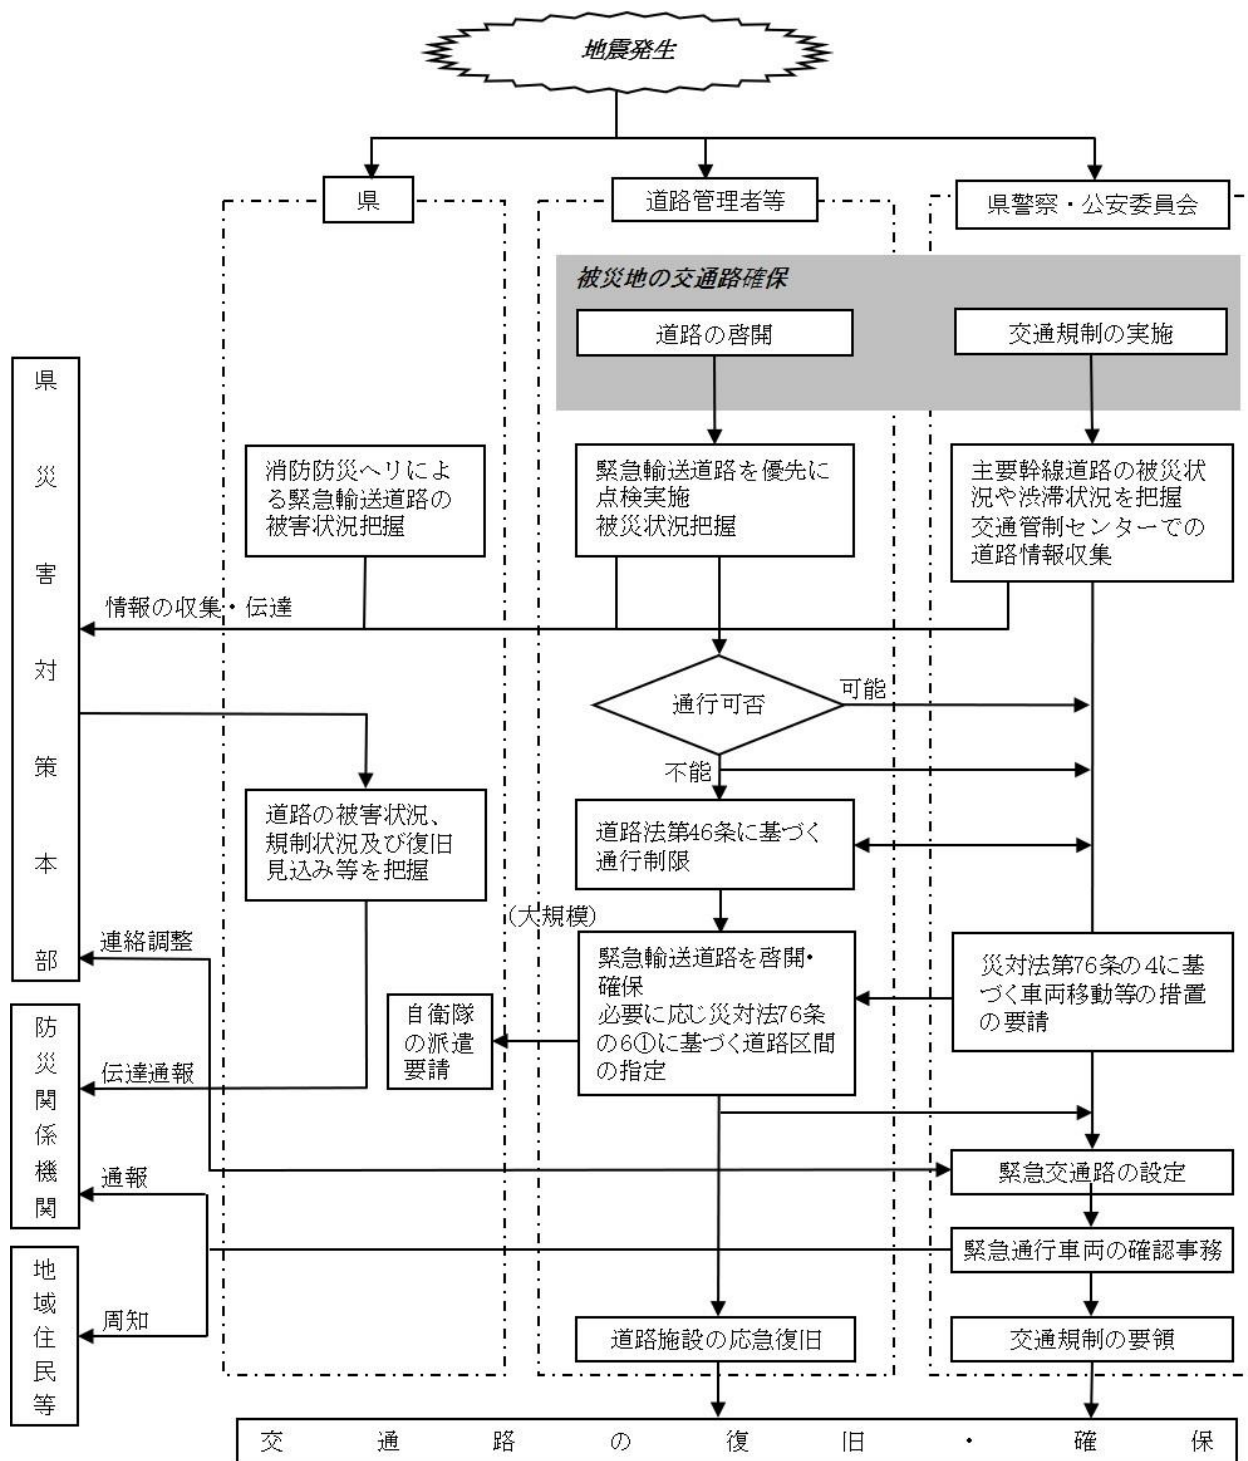 地震発生
県
道路管理者等
県警察・公安委員会
被災地の交通路確保
道路の啓開
交通規制の実施
県災害対策本部
消防防災ヘリによ
る緊急輸送道路の
被害状況把握
緊急輸送道路を優先に
点検実施
被災状況把握
主要幹線道路の被災状
況や渋滞状況を把握
交通管制センターでの
道路情報収集
情報の収集・伝達
通行可否
可能
不能
道路の被害状況、
規制状況及び復旧
見込み等を把握
道路法第46条に基づく
通行制限
(大規模)
連絡調整
緊急輸送道路を啓開・
確保
必要に応じ災対法76条
の6①に基づく道路区間
の指定
災対法第76条の4に基
づく車両移動等の措置
の要請
自衛隊
の派遣
要請
防災関係機関
伝達通報
通報
緊急交通路の設定
緊急通行車両の確認事務
地域住民等
周知
道路施設の応急復旧
交通規制の要領
交通路の復旧・確保